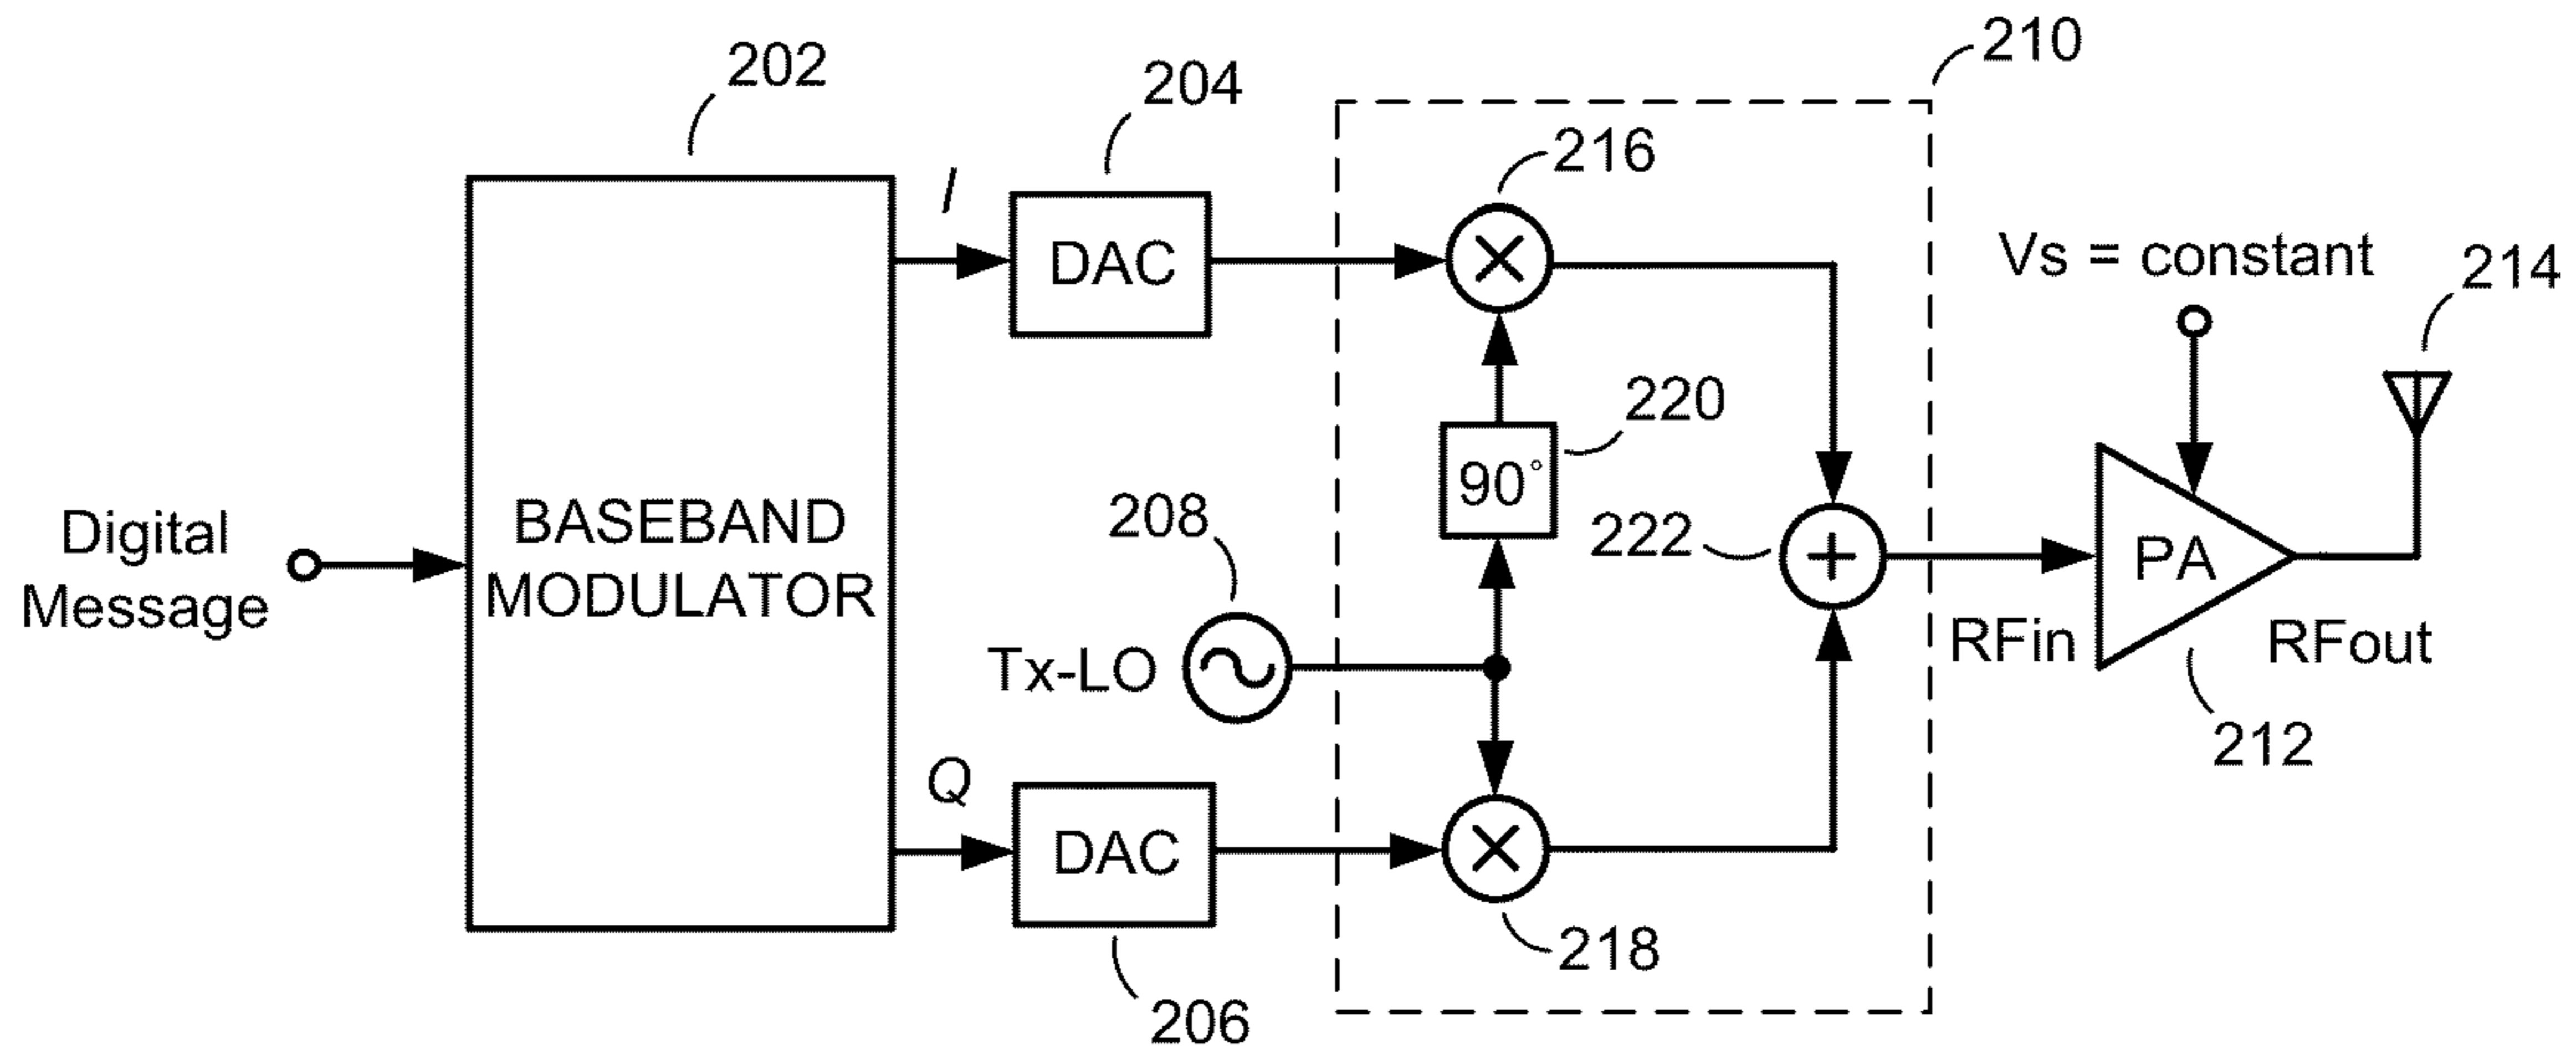 202
204
210
216
I
DAC
Vs = constant
214
220
90°
208
222
Digital
Message
BASEBAND
MODULATOR
PA
Tx-LO
RFin
RFout
212
Q
DAC
218
206